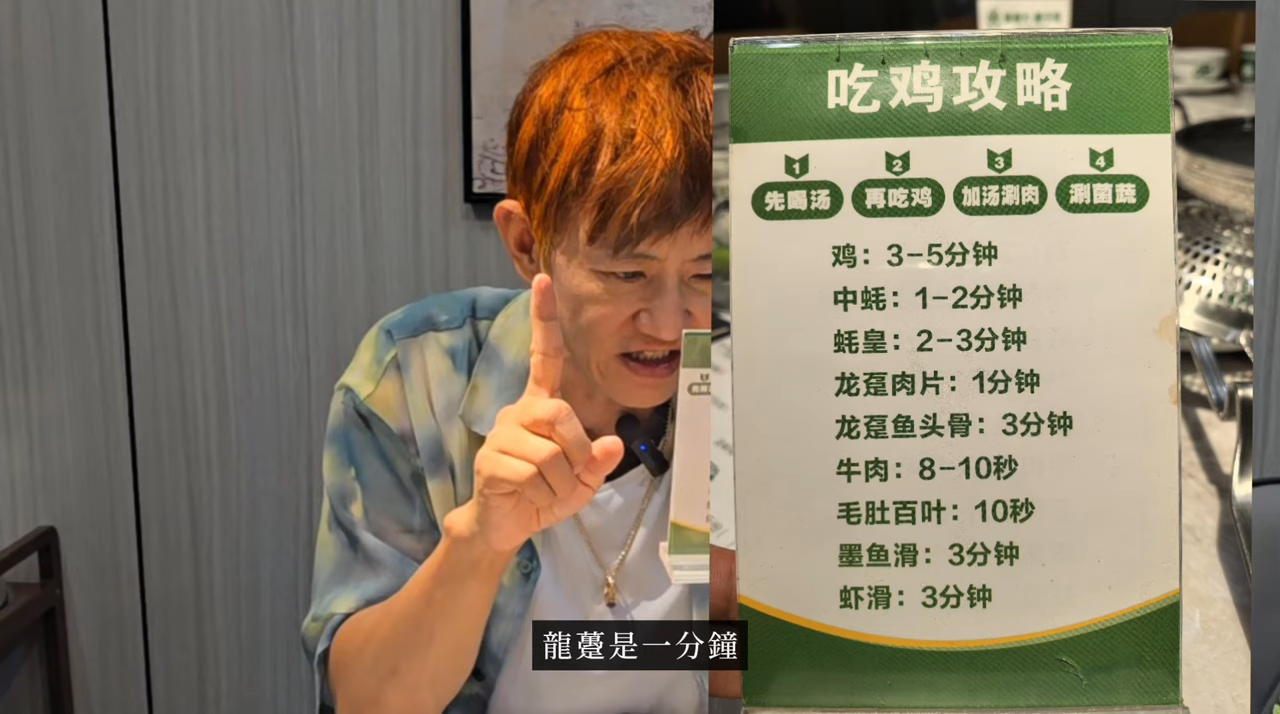 吃鸡攻略
1 2 3 4
先喝汤 再吃鸡 加汤涮肉 涮菌蔬
鸡：3-5分钟
中蚝：1-2分钟
蚝皇：2-3分钟
龙趸肉片：1分钟
龙趸鱼头骨：3分钟
牛肉：8-10秒
毛肚百叶：10秒
墨鱼滑：3分钟
虾滑：3分钟
龍躉是一分鐘